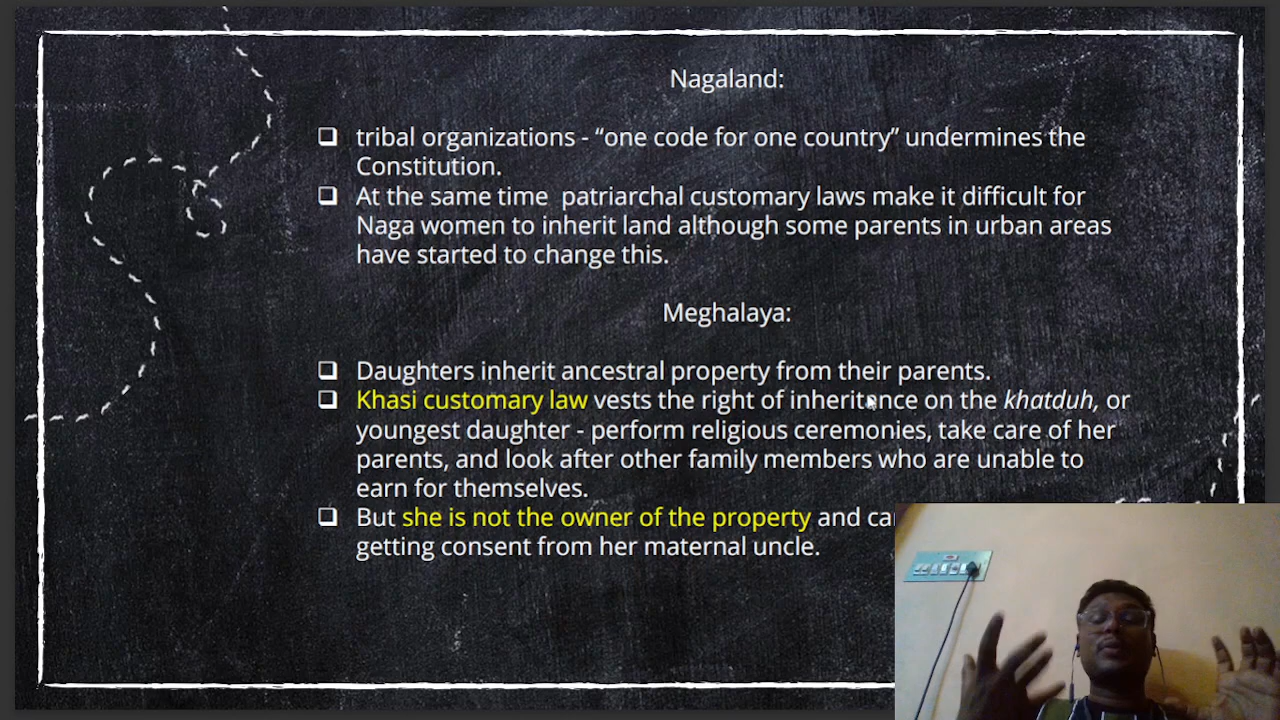 Nagaland:
❏ tribal organizations - “one code for one country” undermines the
Constitution.
❏ At the same time  patriarchal customary laws make it difficult for
Naga women to inherit land although some parents in urban areas
have started to change this.
Meghalaya:
❏ Daughters inherit ancestral property from their parents.
❏ Khasi customary law vests the right of inheritance on the khatduh, or
youngest daughter - perform religious ceremonies, take care of her
parents, and look after other family members who are unable to
earn for themselves.
❏ But she is not the owner of the property and
getting consent from her maternal uncle.